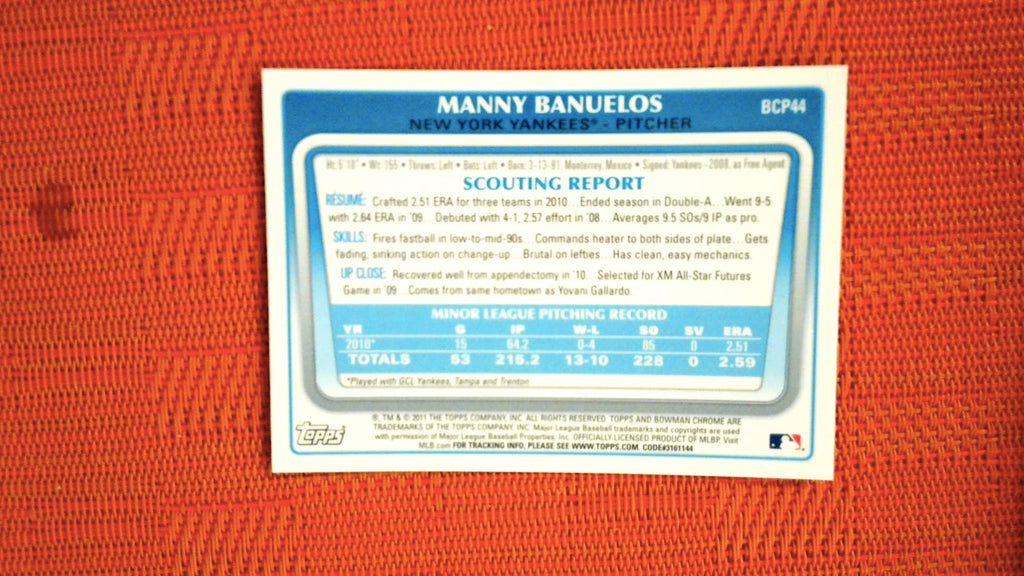 MANNY BANUELOS
BCP44
NEW YORK YANKEES® - PITCHER
Ht: 5'10" • Wt: 155 • Throws: Left • Bats: Left • Born: 3-13-91, Monterrey, Mexico • Signed: Yankees–2008, as Free Agent
SCOUTING REPORT
RÉSUMÉ: Crafted 2.51 ERA for three teams in 2010...Ended season in Double-A...Went 9-5
with 2.64 ERA in '09...Debuted with 4-1, 2.57 effort in '08...Averages 9.5 SOs/9 IP as pro.
SKILLS: Fires fastball in low-to-mid-90s...Commands heater to both sides of plate...Gets
fading, sinking action on change-up...Brutal on lefties...Has clean, easy mechanics.
UP CLOSE: Recovered well from appendectomy in '10...Selected for XM All-Star Futures
Game in '09...Comes from same hometown as Yovani Gallardo.
MINOR LEAGUE PITCHING RECORD
YR G IP W-L SO SV ERA
2010* 15 64.2 0-4 85 0 2.51
TOTALS 53 215.2 13-10 228 0 2.59
*Played with GCL Yankees, Tampa and Trenton
Topps
®, TM & © 2011 THE TOPPS COMPANY, INC. ALL RIGHTS RESERVED. TOPPS AND BOWMAN CHROME ARE
TRADEMARKS OF THE TOPPS COMPANY, INC. Major League Baseball trademarks and copyrights are used
with permission of Major League Baseball Properties, Inc. OFFICIALLY LICENSED PRODUCT OF MLBP. Visit
MLB.com FOR TRACKING INFO, PLEASE SEE WWW.TOPPS.COM. CODE#3161144